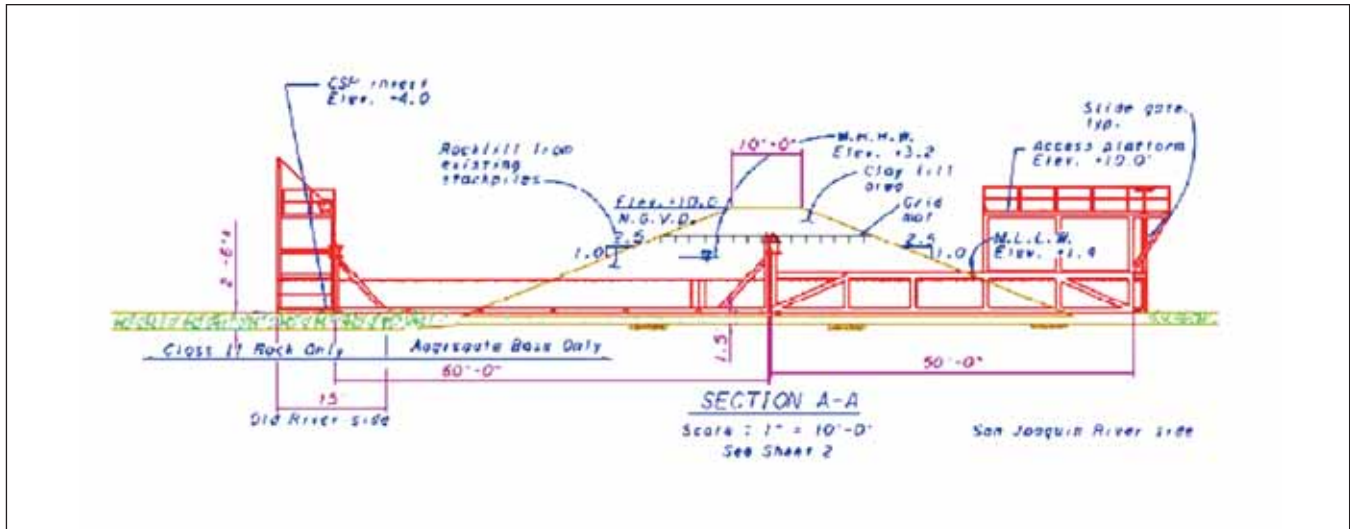 CSP invert
Elev. -4.0
Rockfill from
existing
stockpiles
10'-0"
M.H.H.W.
Elev. +3.2
Clay fill
area
Grid
mat
Slide gate,
typ.
Access platform
Elev. +10.0'
Elev. +10.0
N.G.V.D.
2.5
1.0
2.5
1.0
M.L.L.W.
Elev. +1.4
Class II Rock Only
Aggregate Base Only
1.5'
60'-0"
50'-0"
15'
Old River side
SECTION A-A
Scale : 1" = 10'-0"
See Sheet 2
San Joaquin River side